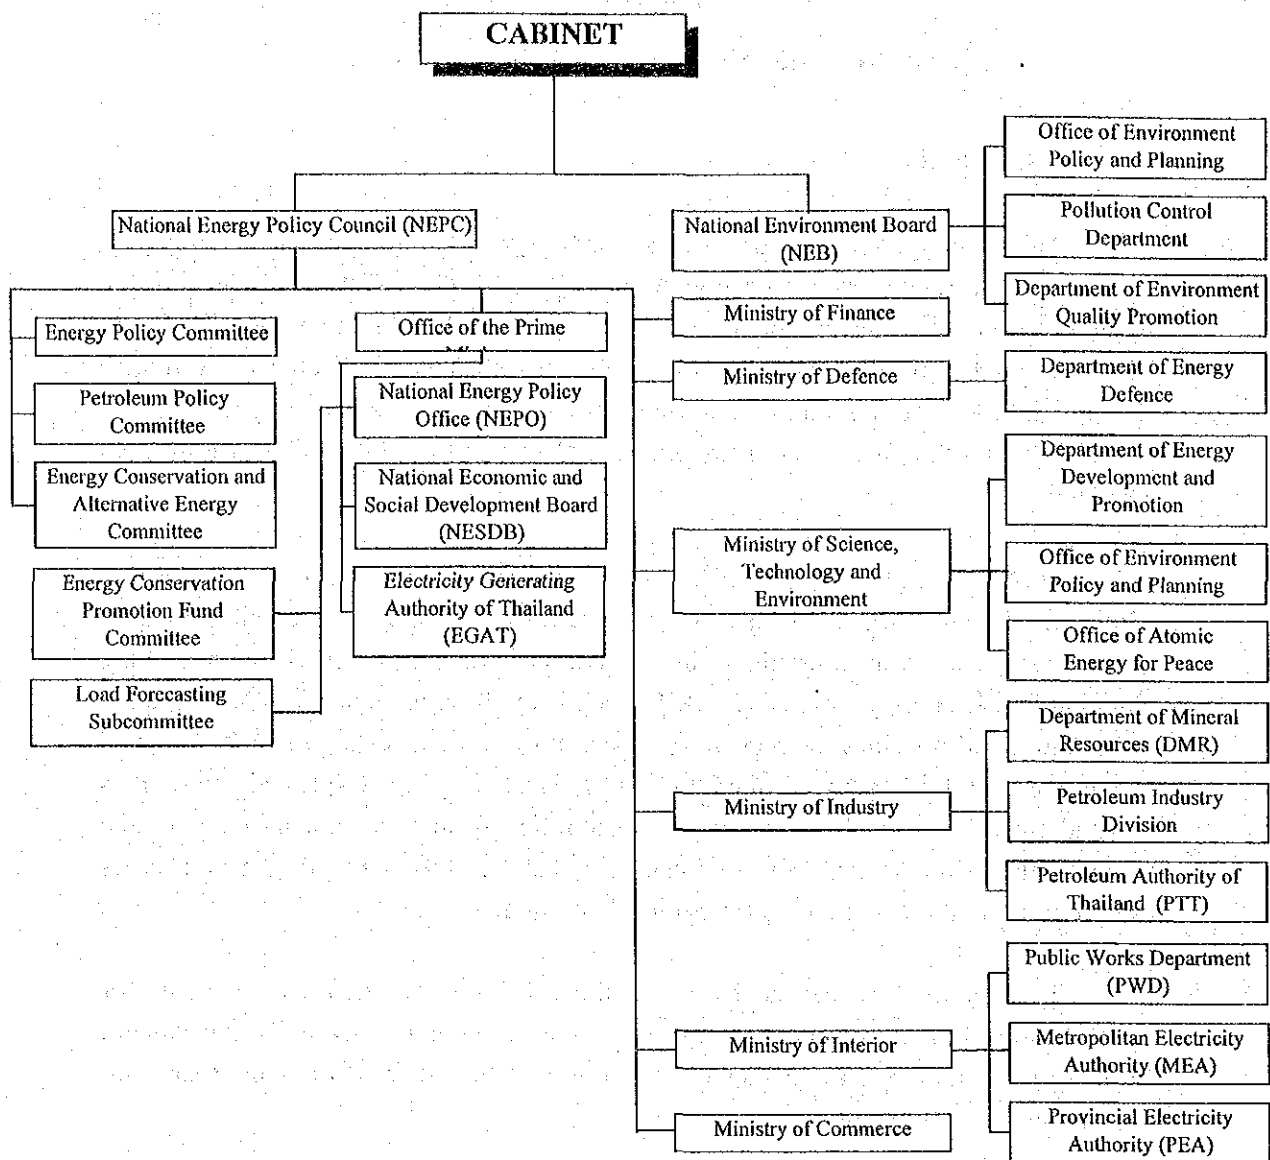 CABINET
National Energy Policy Council (NEPC)
National Environment Board
(NEB)
Office of Environment
Policy and Planning
Pollution Control
Department
Department of Environment
Quality Promotion
Energy Policy Committee
Petroleum Policy
Committee
Energy Conservation and
Alternative Energy
Committee
Energy Conservation
Promotion Fund
Committee
Load Forecasting
Subcommittee
Office of the Prime
National Energy Policy
Office (NEPO)
National Economic and
Social Development Board
(NESDB)
Electricity Generating
Authority of Thailand
(EGAT)
Ministry of Finance
Ministry of Defence
Department of Energy
Defence
Ministry of Science,
Technology and
Environment
Department of Energy
Development and
Promotion
Office of Environment
Policy and Planning
Office of Atomic
Energy for Peace
Ministry of Industry
Department of Mineral
Resources (DMR)
Petroleum Industry
Division
Petroleum Authority of
Thailand (PTT)
Ministry of Interior
Public Works Department
(PWD)
Metropolitan Electricity
Authority (MEA)
Provincial Electricity
Authority (PEA)
Ministry of Commerce